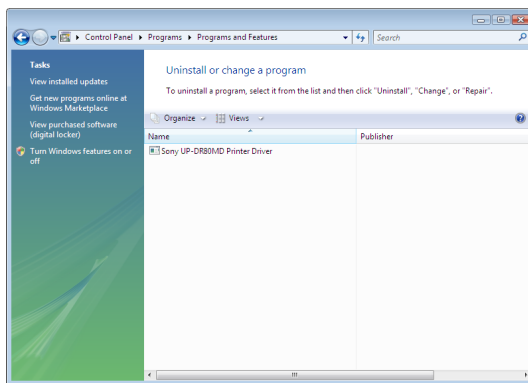 Control Panel ▸ Programs ▸ Programs and Features
Search
Tasks
View installed updates
Get new programs online at
Windows Marketplace
View purchased software
(digital locker)
Turn Windows features on or
off
Uninstall or change a program
To uninstall a program, select it from the list and then click "Uninstall", "Change", or "Repair".
Organize
Views
Name
Publisher
Sony UP-DR80MD Printer Driver